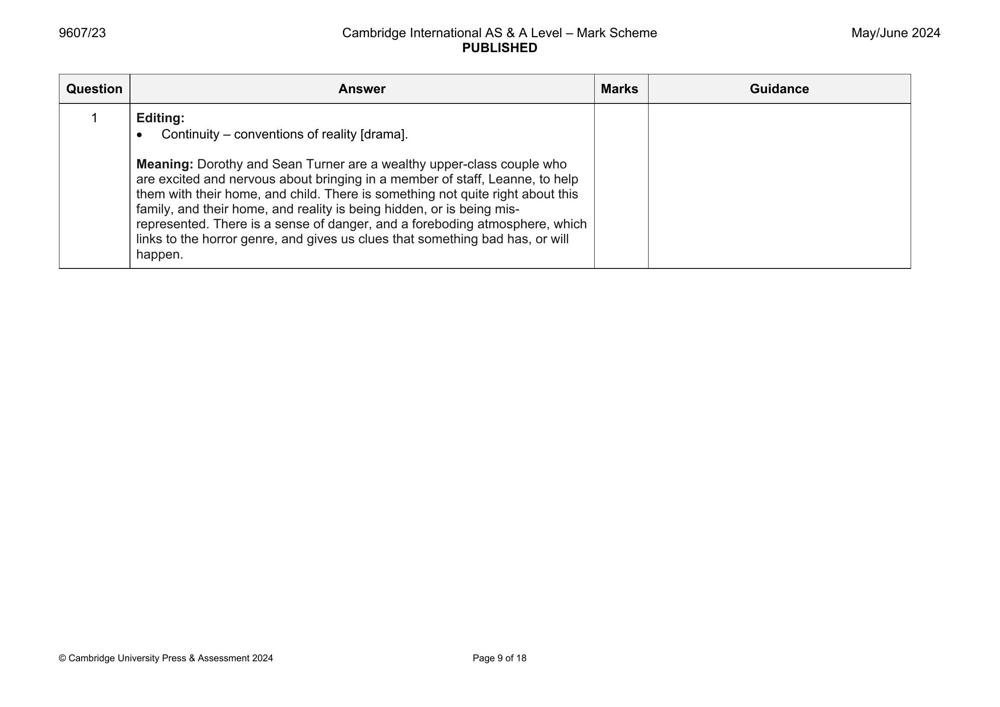 9607/23
Cambridge International AS & A Level – Mark Scheme
PUBLISHED
May/June 2024
Question
Answer
Marks
Guidance
1
Editing:
• Continuity – conventions of reality [drama].
Meaning: Dorothy and Sean Turner are a wealthy upper-class couple who
are excited and nervous about bringing in a member of staff, Leanne, to help
them with their home, and child. There is something not quite right about this
family, and their home, and reality is being hidden, or is being mis-
represented. There is a sense of danger, and a foreboding atmosphere, which
links to the horror genre, and gives us clues that something bad has, or will
happen.
© Cambridge University Press & Assessment 2024
Page 9 of 18